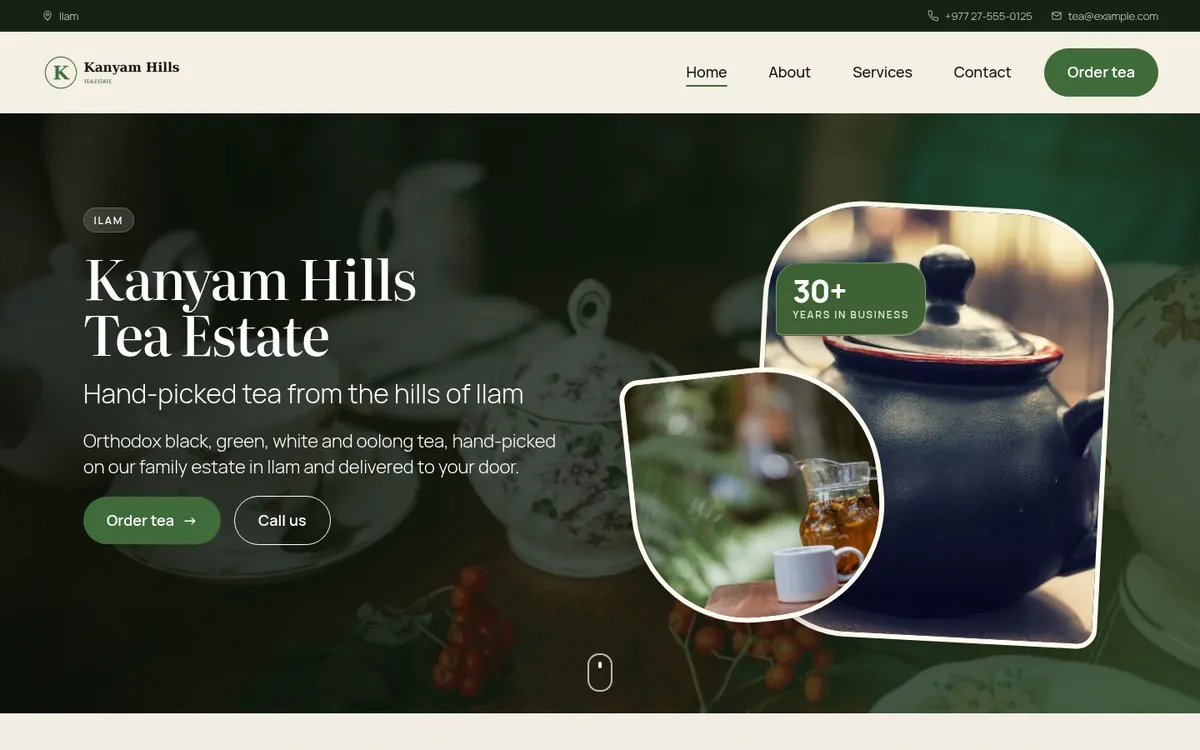 Ilam
+977 27-555-0125
tea@example.com
K
Kanyam Hills
TEA ESTATE
Home
About
Services
Contact
Order tea
ILAM
Kanyam Hills
Tea Estate
Hand-picked tea from the hills of Ilam
Orthodox black, green, white and oolong tea, hand-picked
on our family estate in Ilam and delivered to your door.
Order tea →
Call us
30+
YEARS IN BUSINESS